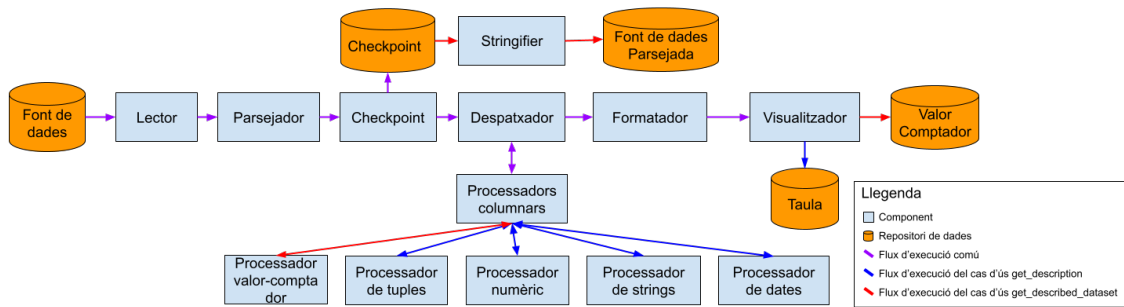 Checkpoint
Stringifier
Font de dades
Parsejada
Font de
dades
Lector
Parsejador
Checkpoint
Despatxador
Formatador
Visualitzador
Valor
Comptador
Processadors
columnars
Taula
Processador
valor-compta
dor
Processador
de tuples
Processador
numèric
Processador
de strings
Processador
de dates
Llegenda
Component
Repositori de dades
Flux d'execució comú
Flux d'execució del cas d'ús get_description
Flux d'execució del cas d'ús get_described_dataset